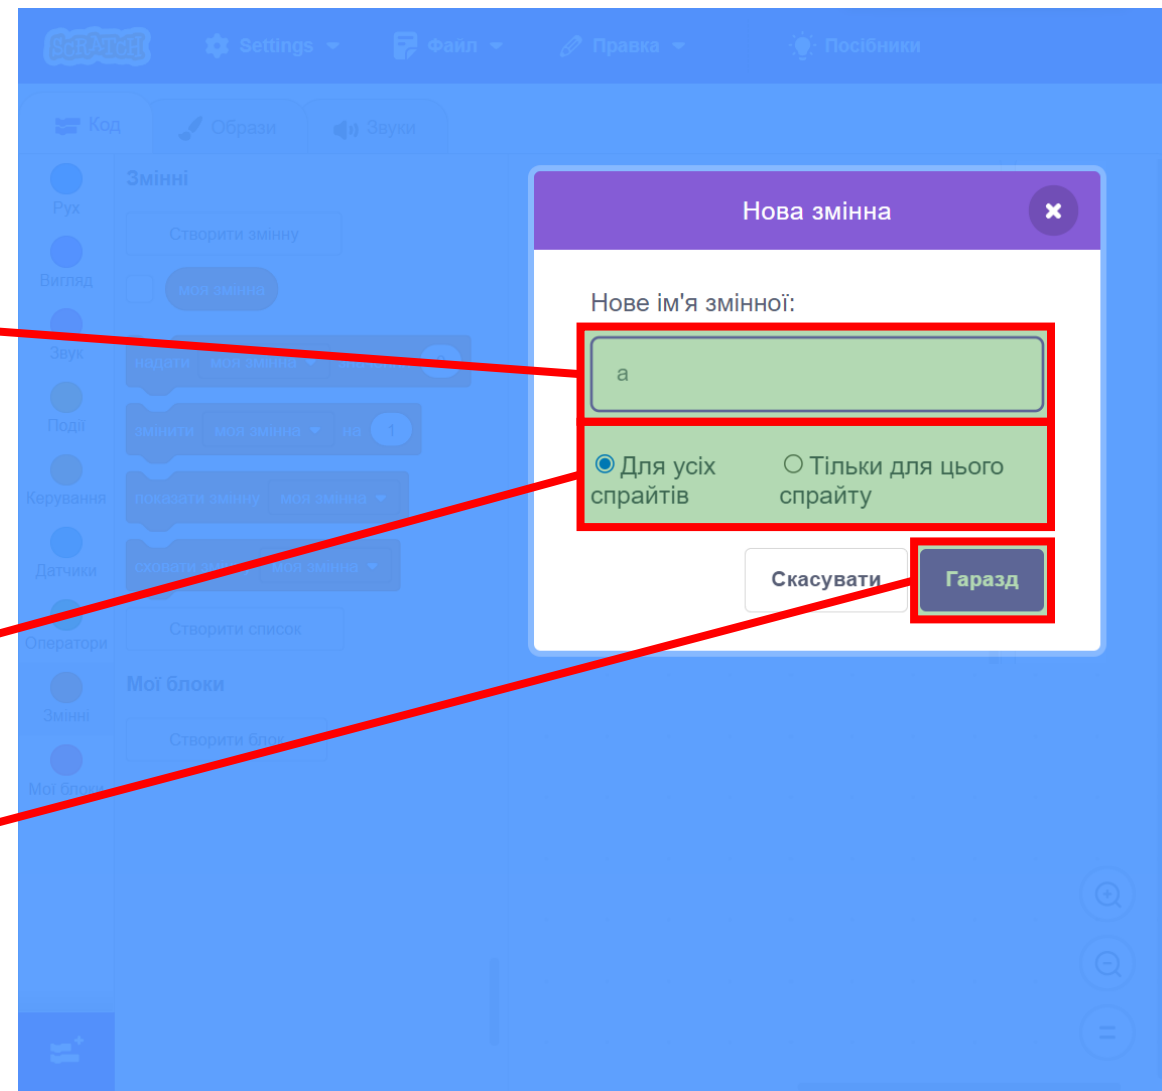 SCRATCH Settings Файл Правка Посібники
Код Образи Звуки
Змінні
Рух
Створити змінну
Вигляд
моя змінна
Звук
надати моя змінна
Події
змінити моя змінна на 1
Керування
показати змінну моя змінна
Датчики
сховати змінну моя змінна
Оператори
Створити список
Змінні
Мої блоки
Створити блок
Мої блоки
Нова змінна
Нове ім'я змінної:
a
Для усіх спрайтів
Тільки для цього спрайту
Скасувати Гаразд